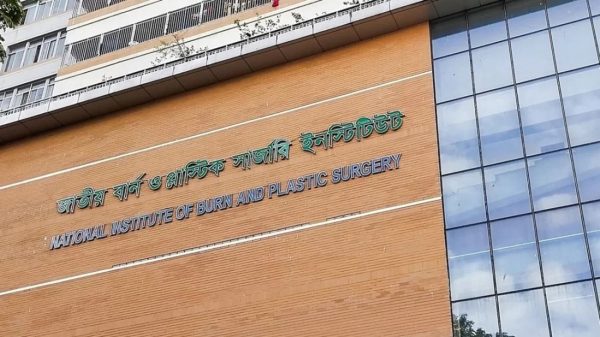 জাতীয় বার্ন ও প্লাস্টিক সার্জারি ইনস্টিটিউট
NATIONAL INSTITUTE OF BURN AND PLASTIC SURGERY